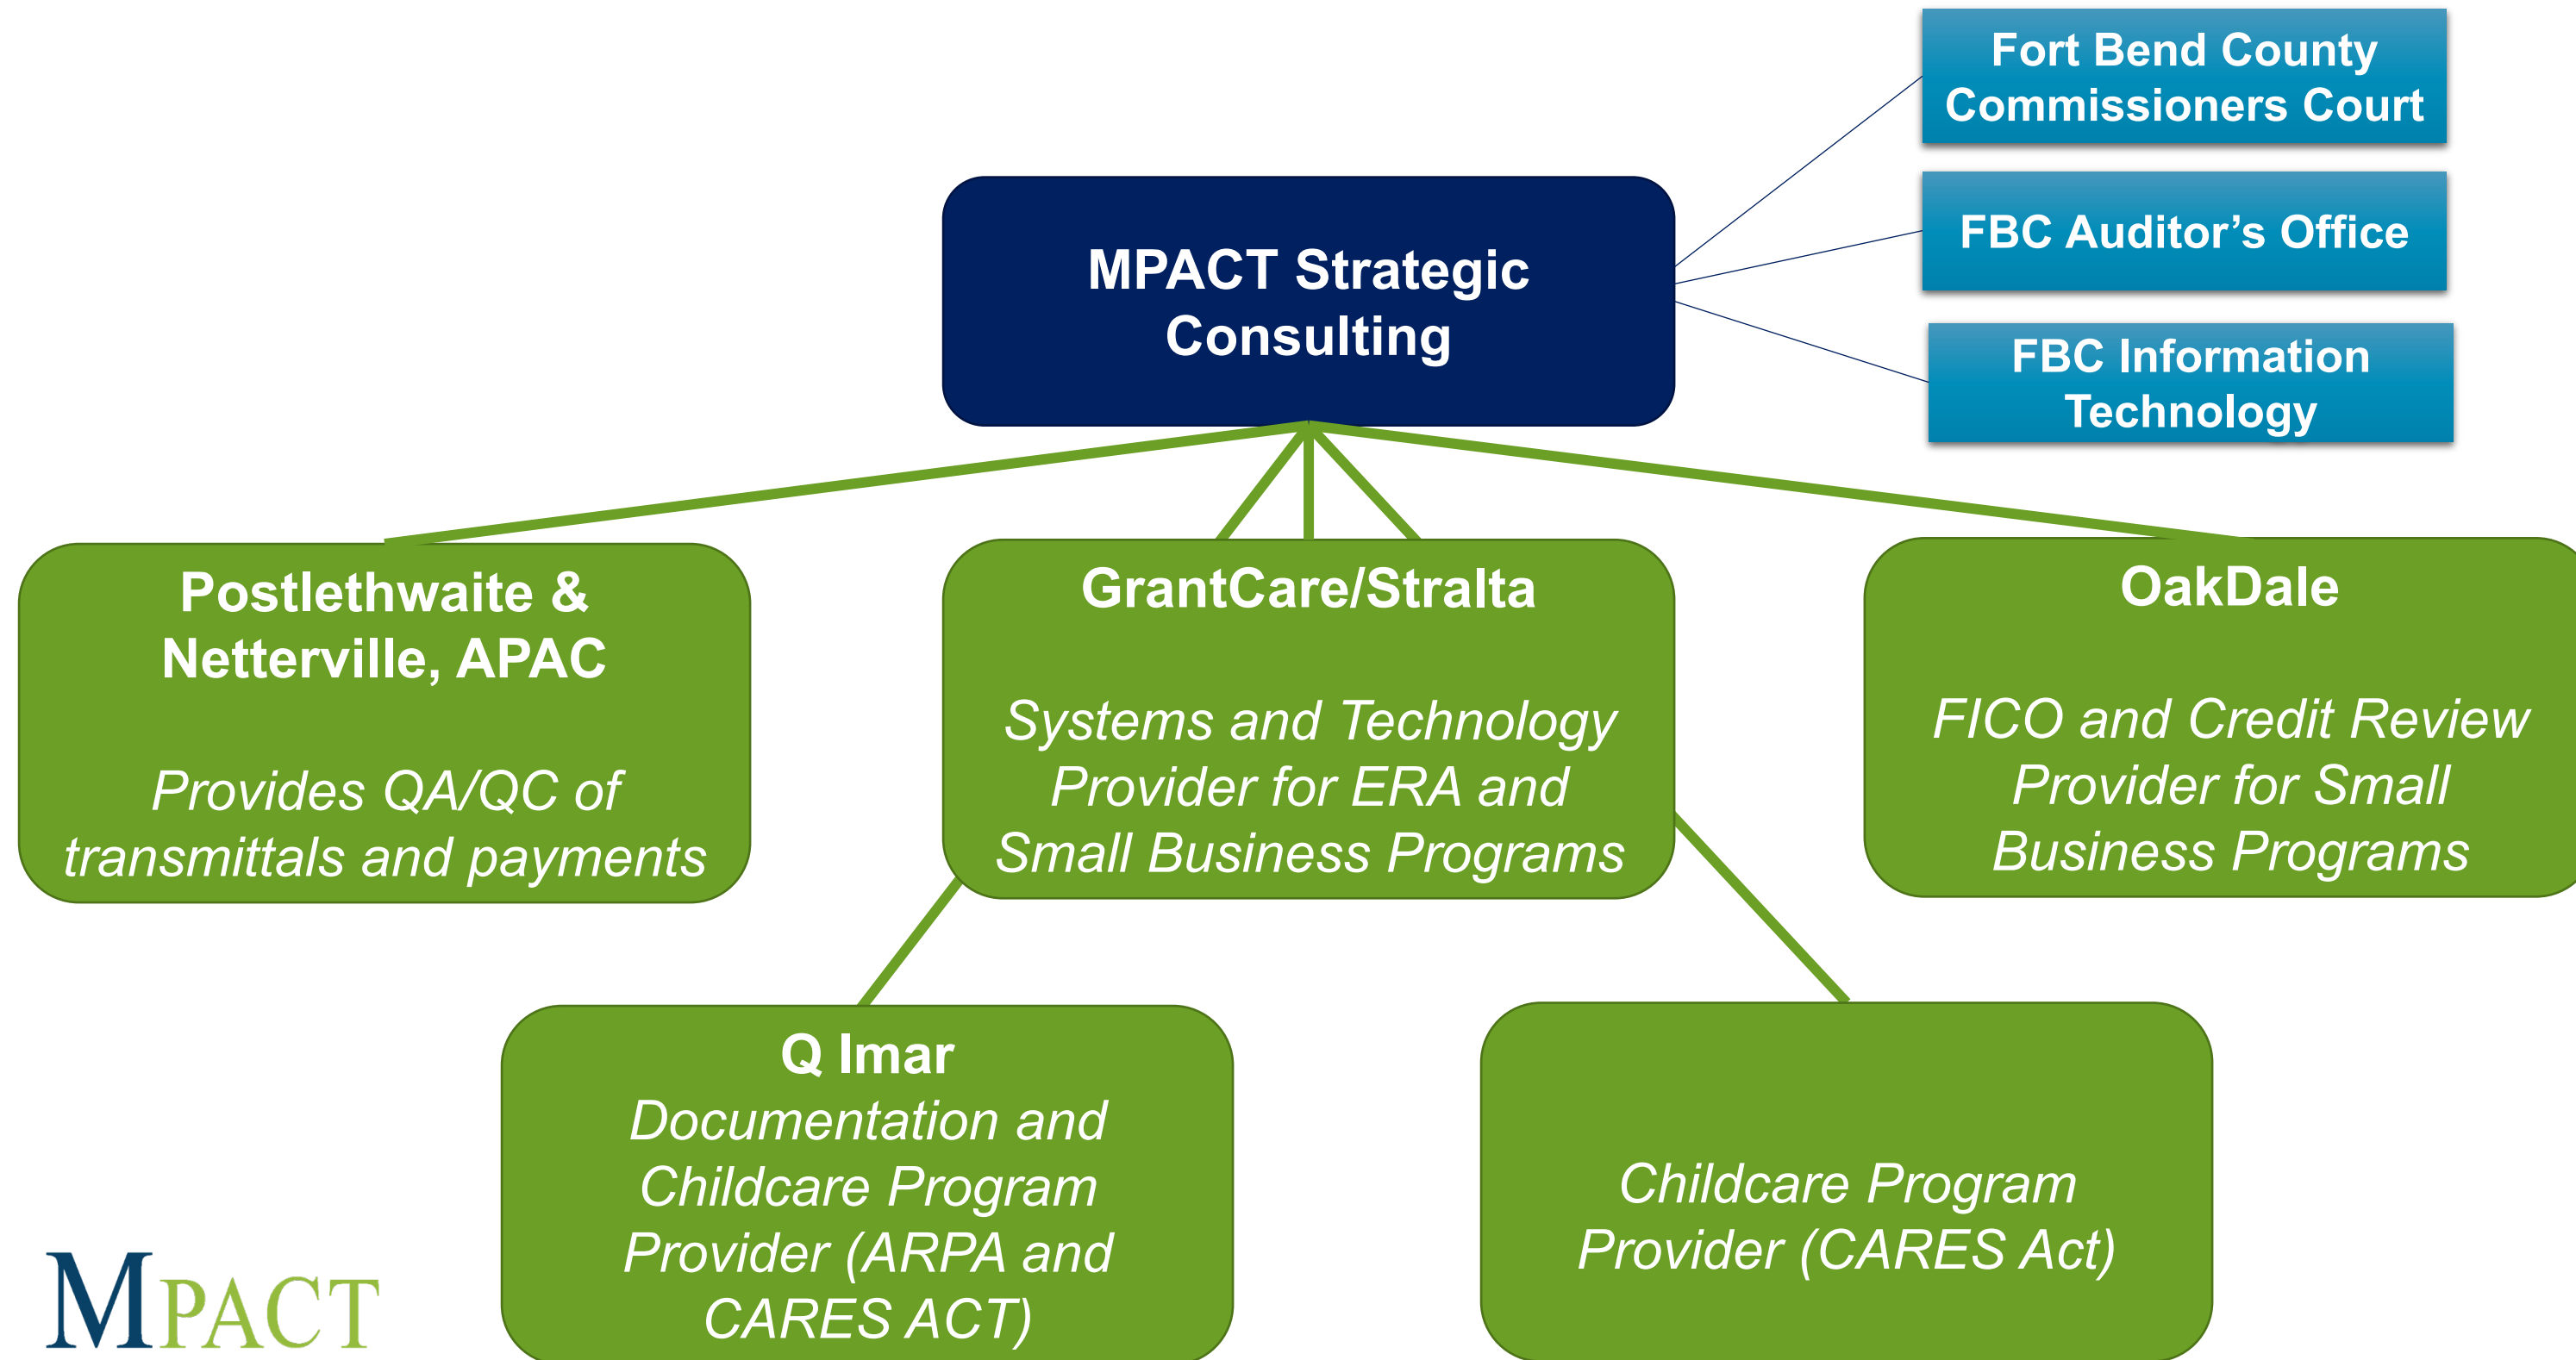 Fort Bend County
Commissioners Court
FBC Auditor’s Office
FBC Information
Technology
MPACT Strategic
Consulting
Postlethwaite &
Netterville, APAC
Provides QA/QC of
transmittals and payments
GrantCare/Stralta
Systems and Technology
Provider for ERA and
Small Business Programs
OakDale
FICO and Credit Review
Provider for Small
Business Programs
Q Imar
Documentation and
Childcare Program
Provider (ARPA and
CARES ACT)
Childcare Program
Provider (CARES Act)
MPACT